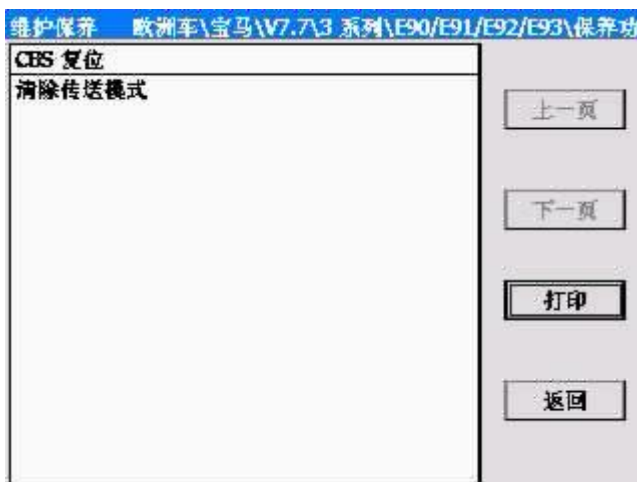 维护保养 欧洲车\宝马\V7.7\3 系列\E90/E91/E92/E93\保养功
CBS 复位
清除传送模式
上一页
下一页
打印
返回